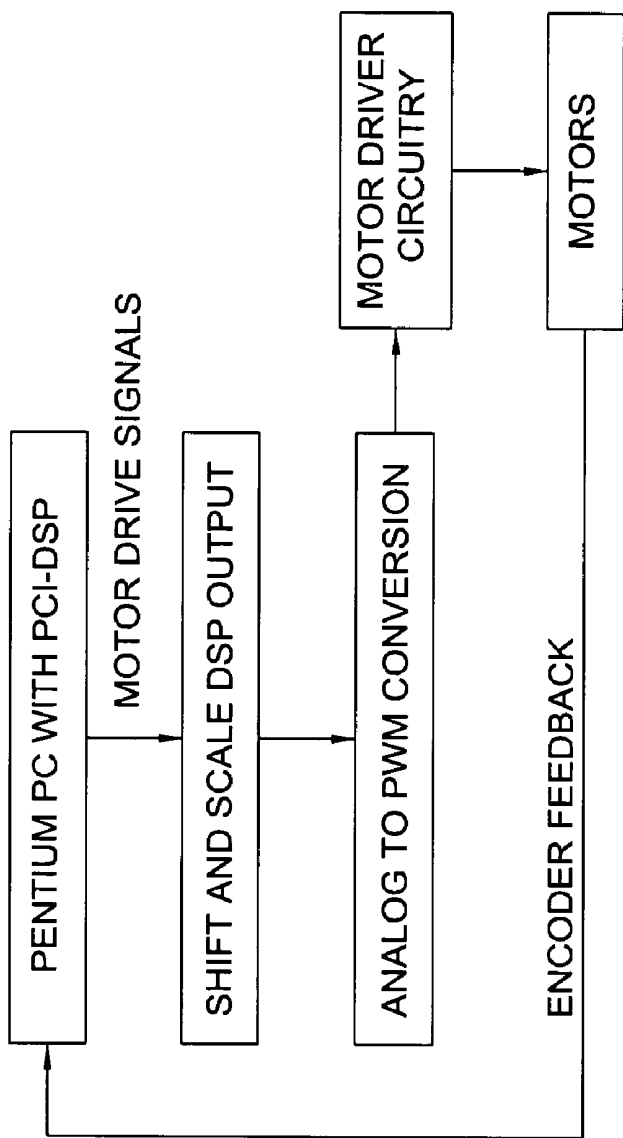 PENTIUM PC WITH PCI-DSP
MOTOR DRIVE SIGNALS
SHIFT AND SCALE DSP OUTPUT
ANALOG TO PWM CONVERSION
MOTOR DRIVER
CIRCUITRY
MOTORS
ENCODER FEEDBACK